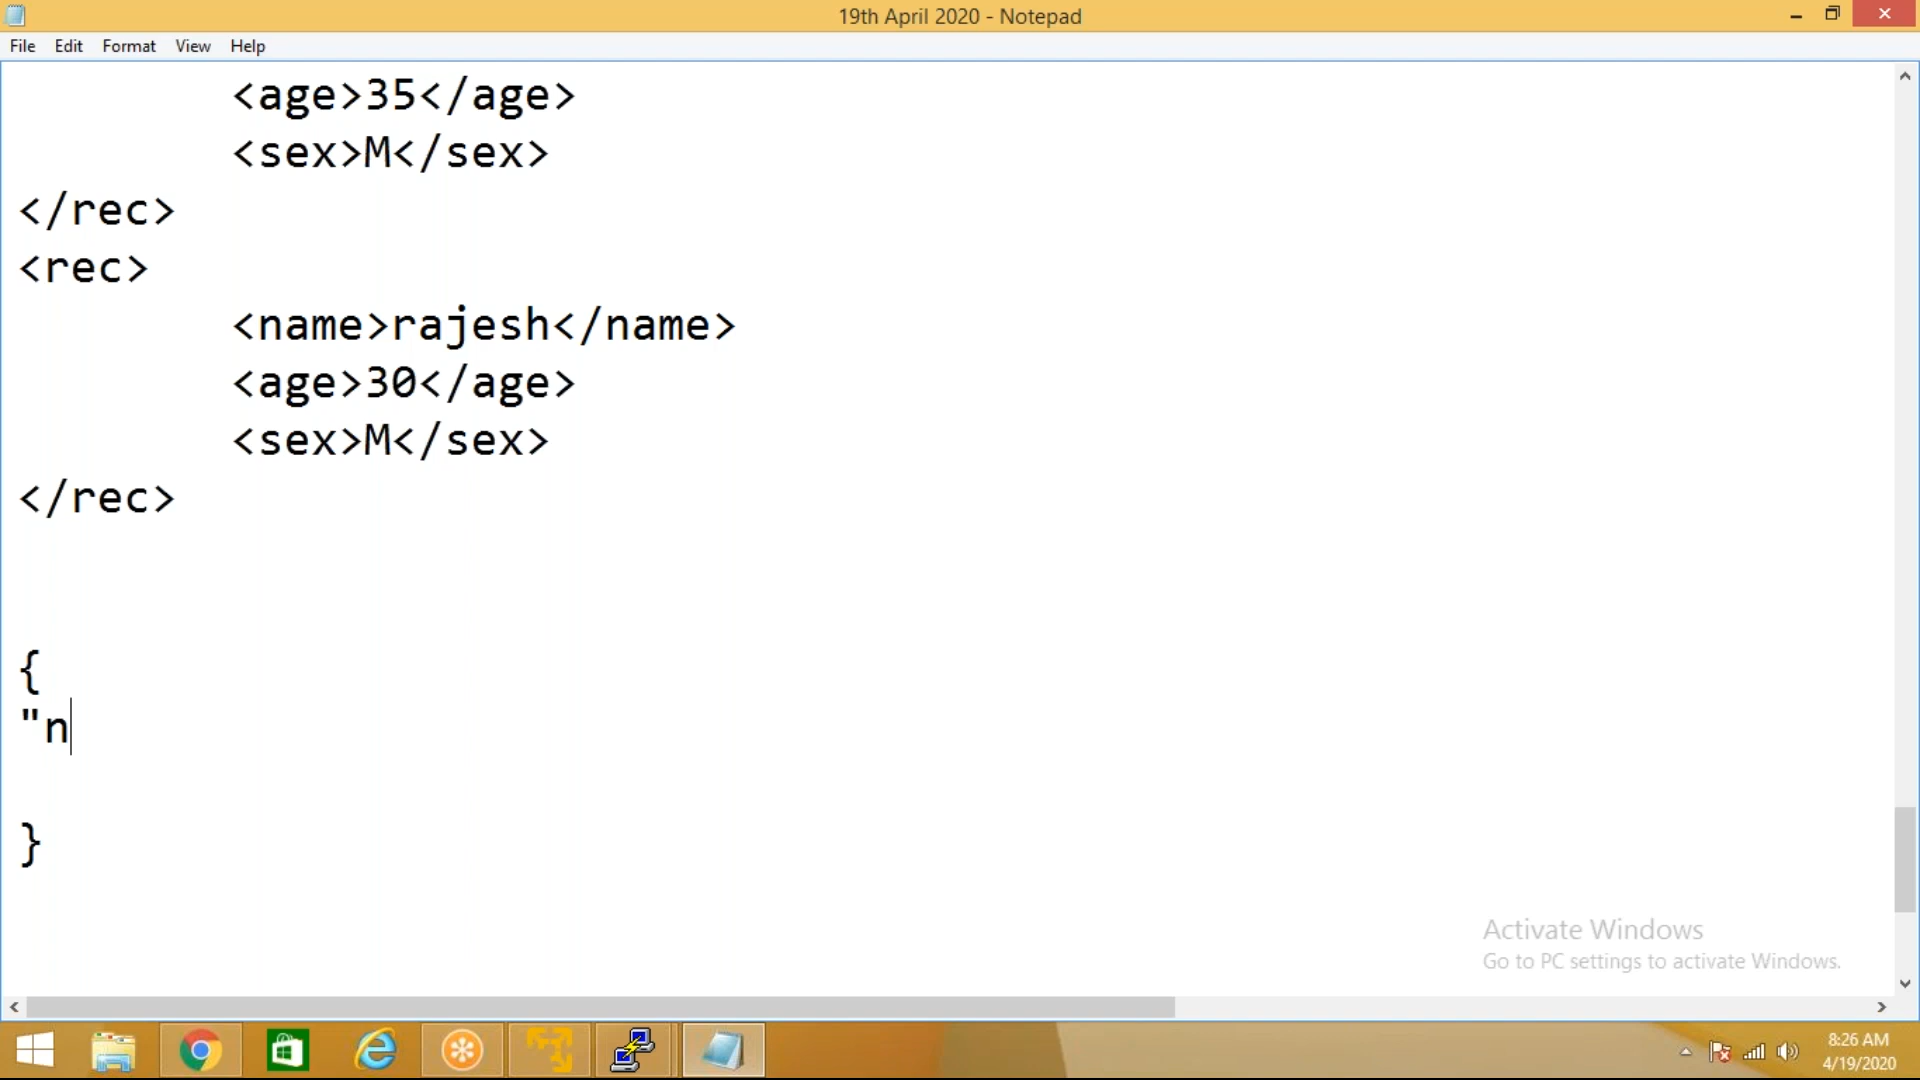 19th April 2020 - Notepad
File Edit Format View Help
<age>35</age>
<sex>M</sex>
</rec>
<rec>
<name>rajesh</name>
<age>30</age>
<sex>M</sex>
</rec>
{
"n
}
Activate Windows
Go to PC settings to activate Windows.
8:26 AM
4/19/2020